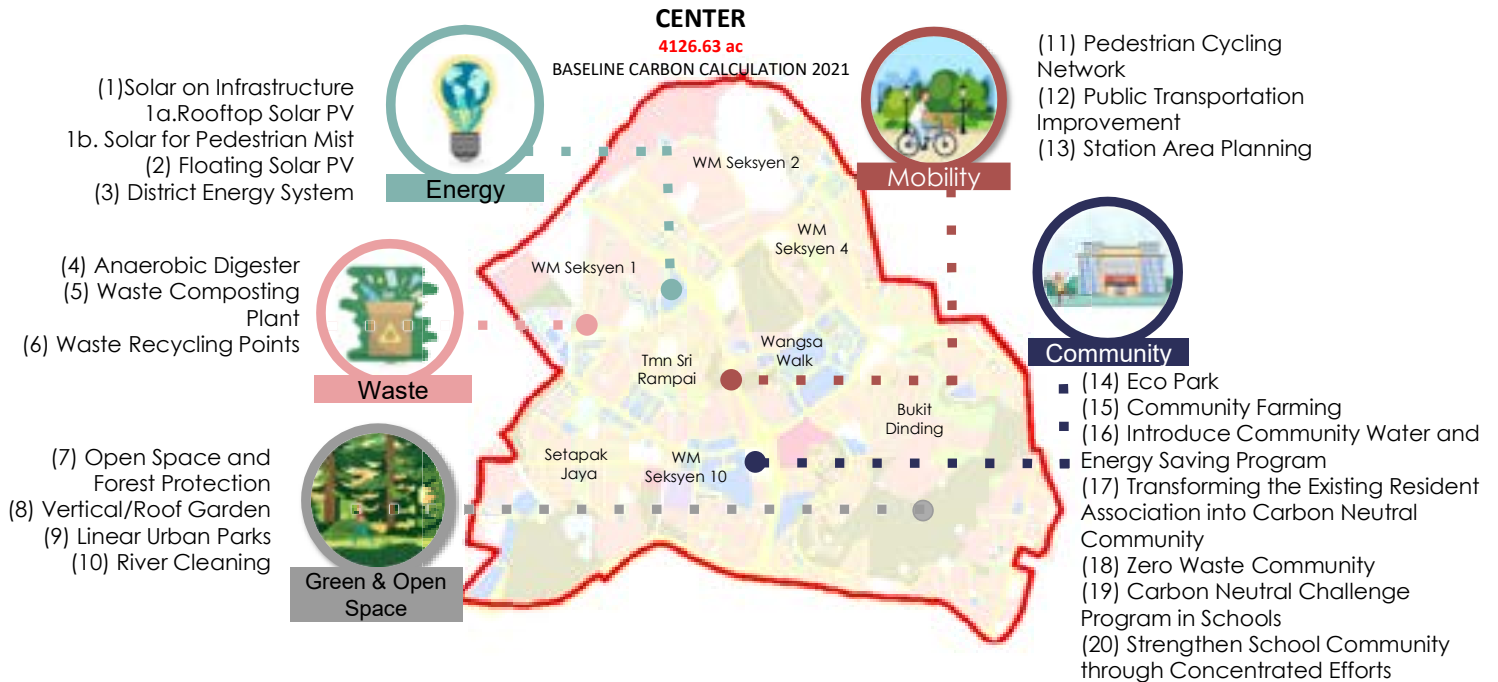 CENTER
4126.63 ac
BASELINE CARBON CALCULATION 2021
(1)Solar on Infrastructure
1a.Rooftop Solar PV
1b. Solar for Pedestrian Mist
(2) Floating Solar PV
(3) District Energy System
Energy
(4) Anaerobic Digester
(5) Waste Composting
Plant
(6) Waste Recycling Points
Waste
(7) Open Space and
Forest Protection
(8) Vertical/Roof Garden
(9) Linear Urban Parks
(10) River Cleaning
Green & Open
Space
WM Seksyen 2
WM
Seksyen 4
WM Seksyen 1
Wangsa
Walk
Tmn Sri
Rampai
Bukit
Dinding
Setapak
Jaya
WM
Seksyen 10
Mobility
(11) Pedestrian Cycling
Network
(12) Public Transportation
Improvement
(13) Station Area Planning
Community
(14) Eco Park
(15) Community Farming
(16) Introduce Community Water and
Energy Saving Program
(17) Transforming the Existing Resident
Association into Carbon Neutral
Community
(18) Zero Waste Community
(19) Carbon Neutral Challenge
Program in Schools
(20) Strengthen School Community
through Concentrated Efforts